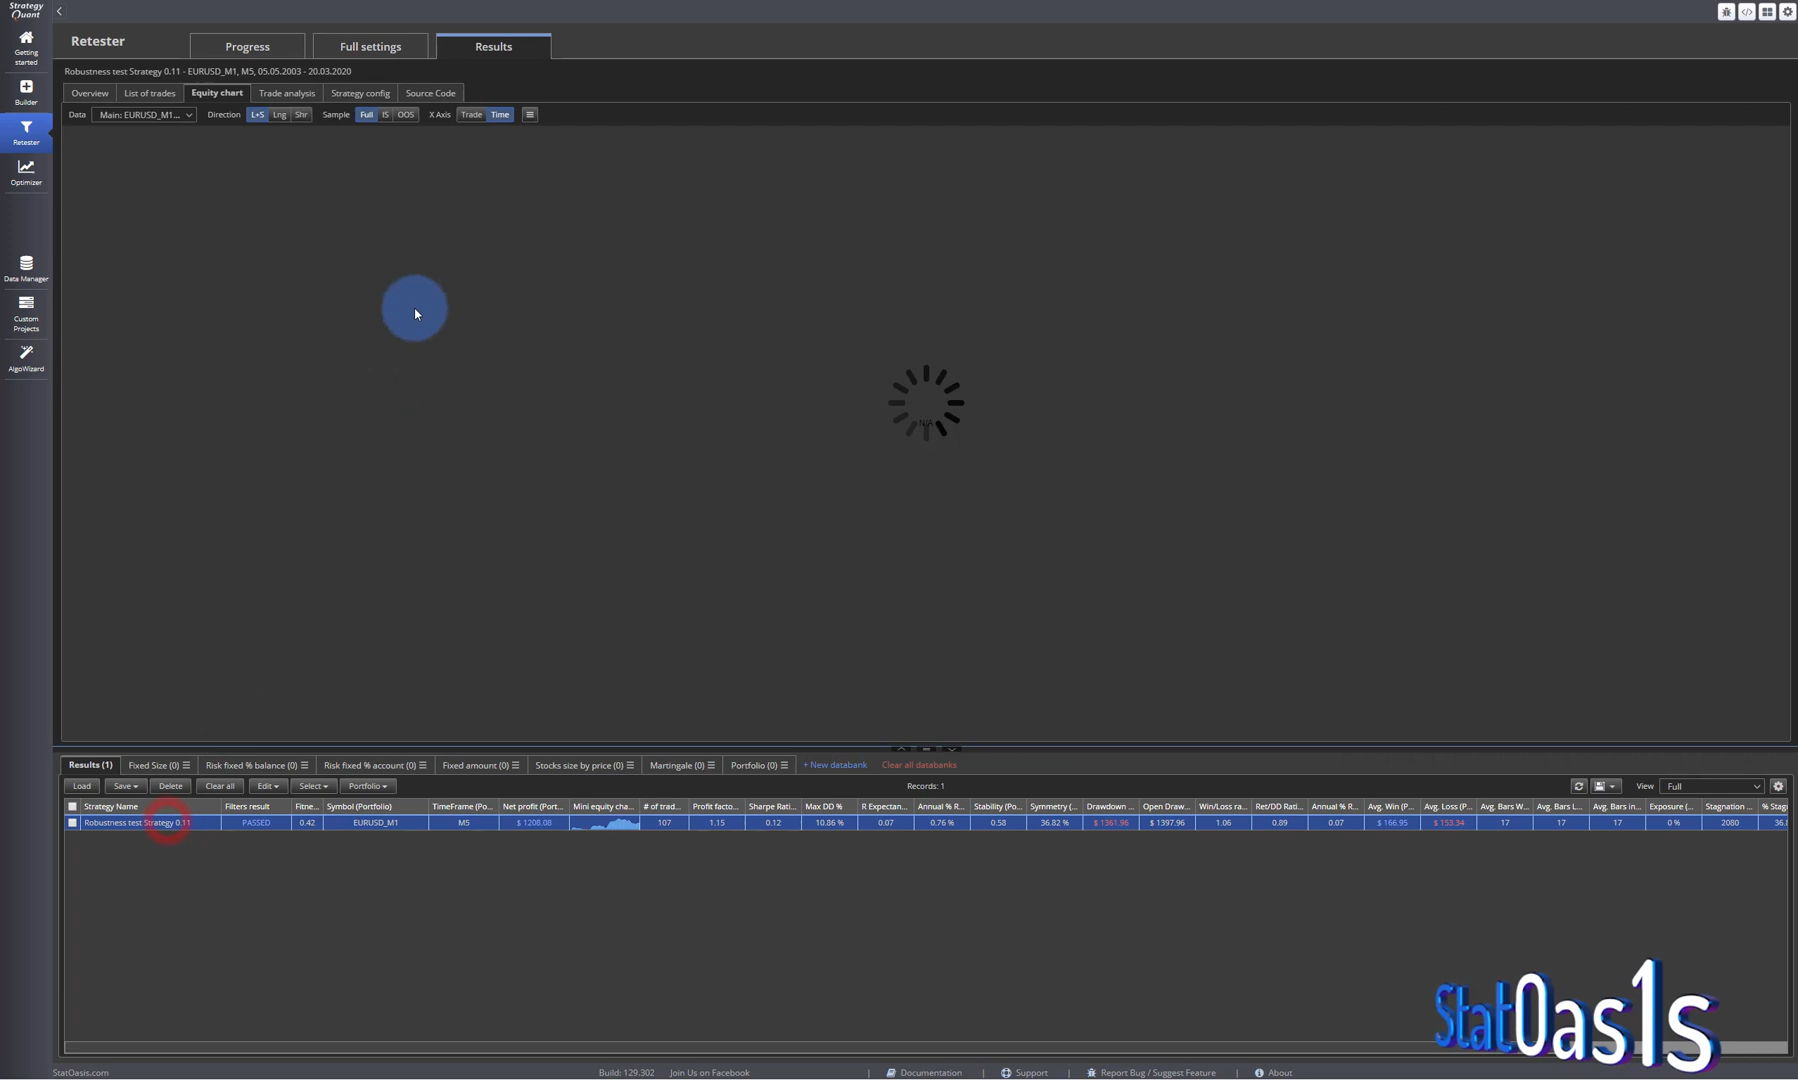 Strategy
Quant
Getting
started
Builder
Retester
Optimizer
Data Manager
Custom
Projects
AlgoWizard
Retester
Progress
Full settings
Results
Robustness test Strategy 0.11 - EURUSD_M1, M5, 05.05.2003 - 20.03.2020
Overview
List of trades
Equity chart
Trade analysis
Strategy config
Source Code
Data Main: EURUSD_M1... Direction L+S Lng Shr Sample Full IS OOS X Axis Trade Time
N/A
Results (1) Fixed Size (0) Risk fixed % balance (0) Risk fixed % account (0) Fixed amount (0) Stocks size by price (0) Martingale (0) Portfolio (0) + New databank Clear all databanks
Load Save Delete Clear all Edit Select Portfolio Records: 1 View Full
Strategy Name Filters result Fitne... Symbol (Portfolio) TimeFrame (Po... Net profit (Port... Mini equity cha... # of trad... Profit facto... Sharpe Rati... Max DD % R Expectan... Annual % R... Stability (Po... Symmetry (... Drawdown ... Open Draw... Win/Loss ra... Ret/DD Rati... Annual % R... Avg. Win (P... Avg. Loss (P... Avg. Bars W... Avg. Bars L... Avg. Bars in... Exposure (... Stagnation ... % Stag
Robustness test Strategy 0.11 PASSED 0.42 EURUSD_M1 M5 $ 1208.08 107 1.15 0.12 10.86 % 0.07 0.76 % 0.58 36.82 % $ 1361.96 $ 1397.96 1.06 0.89 0.07 $ 166.95 $ 153.34 17 17 17 0 % 2080 36.8
StatOas1s
StatOasis.com Build: 129.302 Join Us on Facebook Documentation Support Report Bug / Suggest Feature About